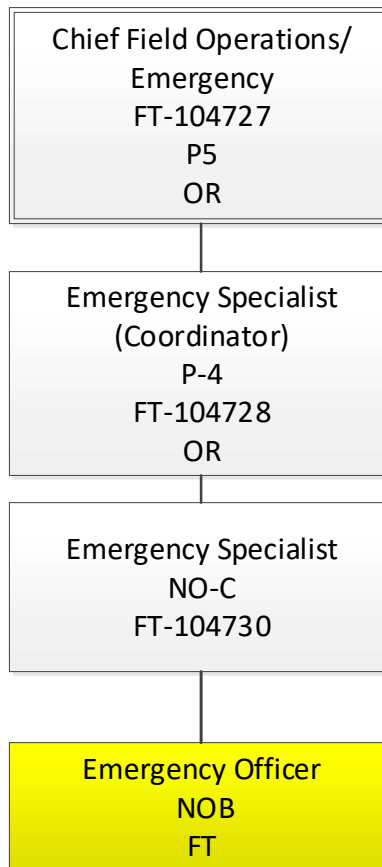 Chief Field Operations/
Emergency
FT-104727
P5
OR
Emergency Specialist
(Coordinator)
P-4
FT-104728
OR
Emergency Specialist
NO-C
FT-104730
Emergency Officer
NOB
FT